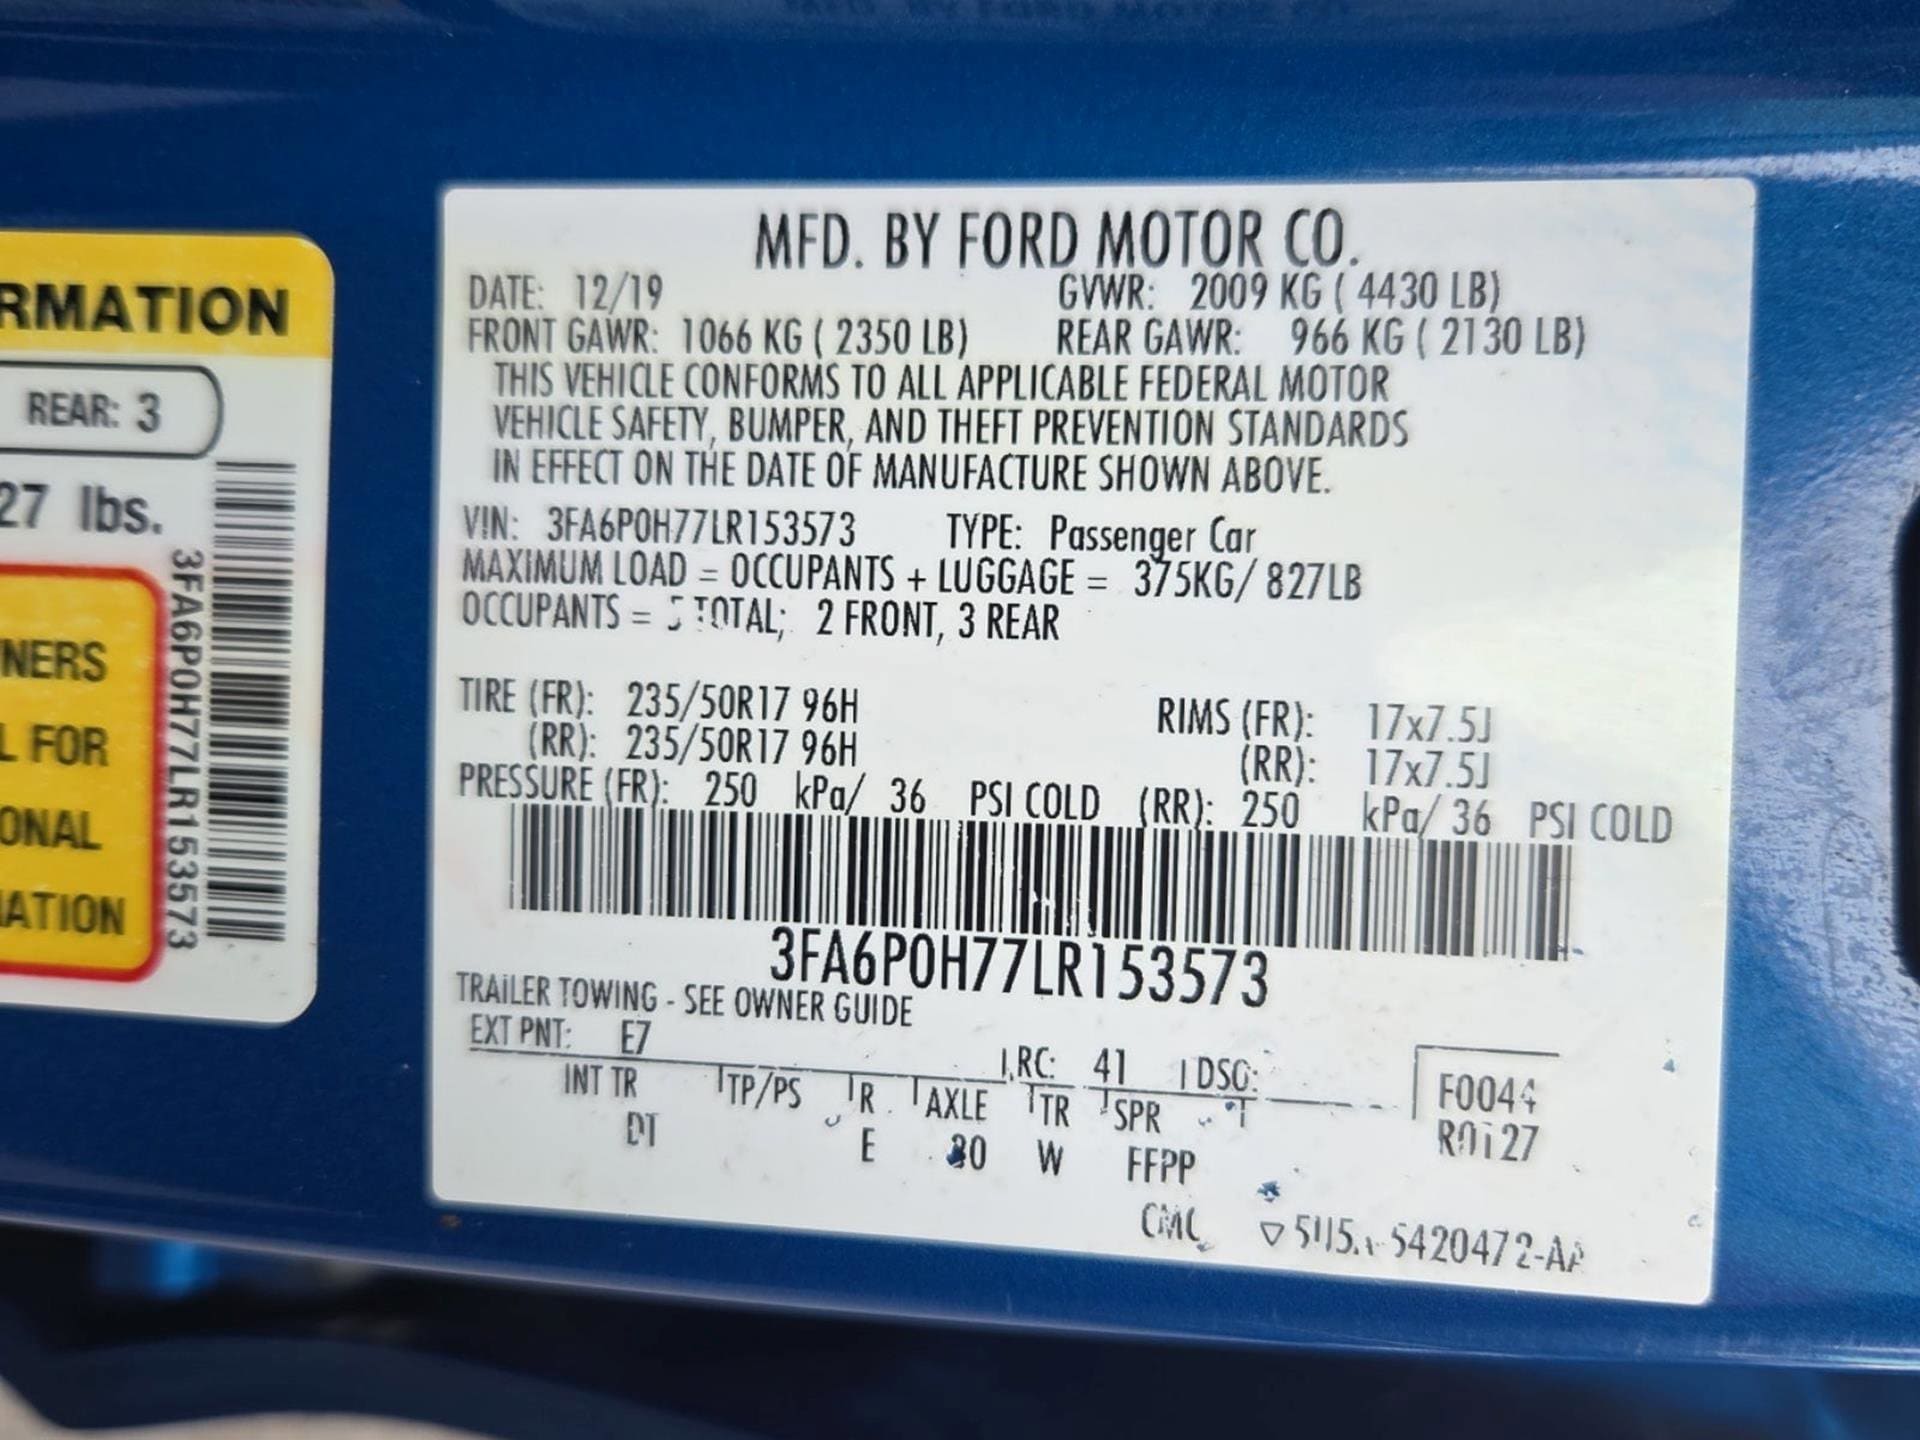 RMATION
REAR: 3
27 lbs.
3FA6P0H77LR153573
NERS
L FOR
ONAL
ATION
MFD. BY FORD MOTOR CO.
DATE: 12/19 GVWR: 2009 KG ( 4430 LB)
FRONT GAWR: 1066 KG ( 2350 LB) REAR GAWR: 966 KG ( 2130 LB)
THIS VEHICLE CONFORMS TO ALL APPLICABLE FEDERAL MOTOR
VEHICLE SAFETY, BUMPER, AND THEFT PREVENTION STANDARDS
IN EFFECT ON THE DATE OF MANUFACTURE SHOWN ABOVE.
VIN: 3FA6P0H77LR153573 TYPE: Passenger Car
MAXIMUM LOAD = OCCUPANTS + LUGGAGE = 375KG/ 827LB
OCCUPANTS = 5 TOTAL; 2 FRONT, 3 REAR
TIRE (FR): 235/50R17 96H RIMS (FR): 17x7.5J
(RR): 235/50R17 96H (RR): 17x7.5J
PRESSURE (FR): 250 kPa/ 36 PSI COLD (RR): 250 kPa/ 36 PSI COLD
3FA6P0H77LR153573
TRAILER TOWING - SEE OWNER GUIDE
EXT PNT: E7 RC: 41 DSO:
INT TR TP/PS R AXLE TR SPR F0044
DT E W FFPP R0127
CMC 5420472-AA